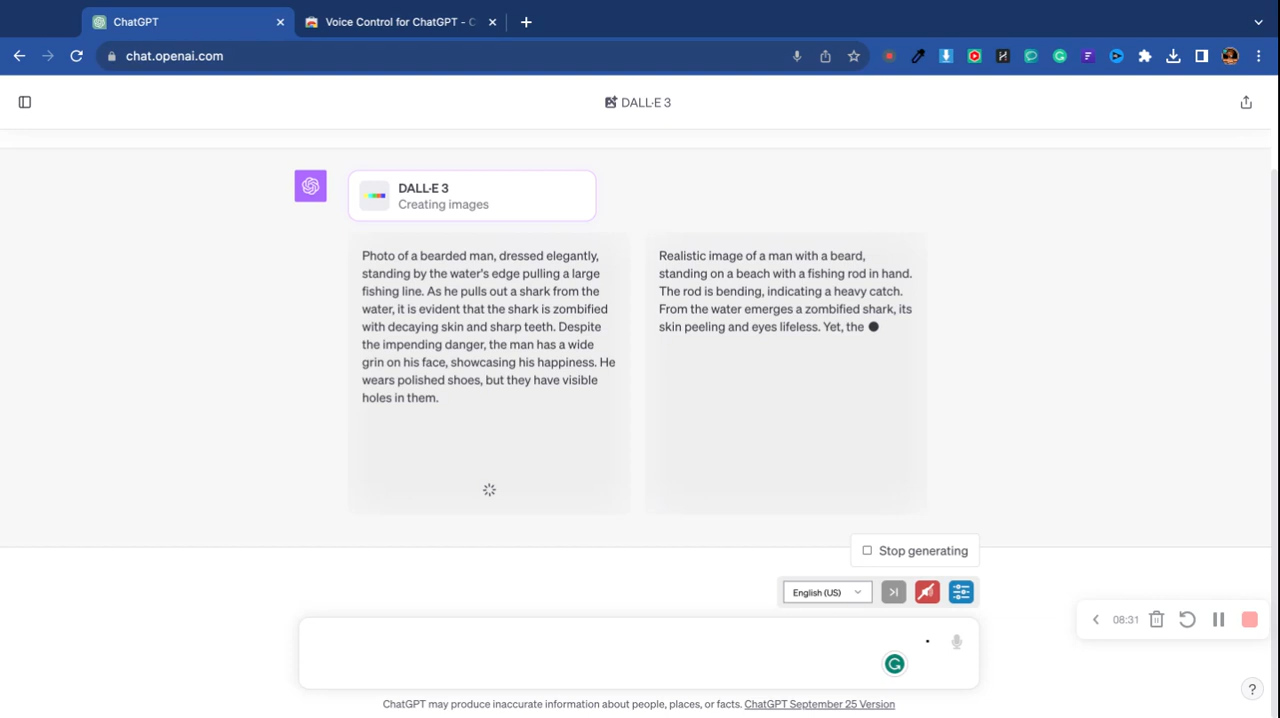 ChatGPT
Voice Control for ChatGPT - C
chat.openai.com
DALL·E 3
DALL·E 3
Creating images
Photo of a bearded man, dressed elegantly,
standing by the water's edge pulling a large
fishing line. As he pulls out a shark from the
water, it is evident that the shark is zombified
with decaying skin and sharp teeth. Despite
the impending danger, the man has a wide
grin on his face, showcasing his happiness. He
wears polished shoes, but they have visible
holes in them.
Realistic image of a man with a beard,
standing on a beach with a fishing rod in hand.
The rod is bending, indicating a heavy catch.
From the water emerges a zombified shark, its
skin peeling and eyes lifeless. Yet, the
Stop generating
English (US)
08:31
ChatGPT may produce inaccurate information about people, places, or facts. ChatGPT September 25 Version
?